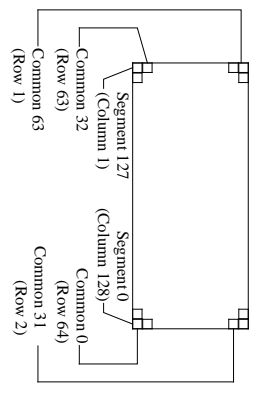 Segment 127
(Column 1)
Common 32
(Row 63)
Common 63
(Row 1)
Segment 0
(Column 128)
Common 0
(Row 64)
Common 31
(Row 2)